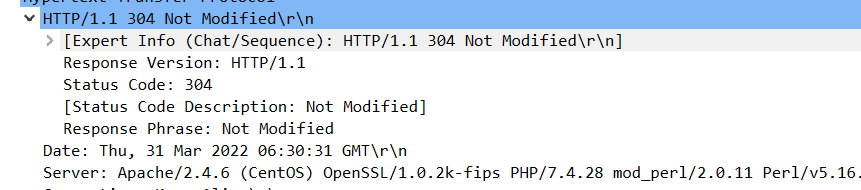 Hypertext Transfer Protocol
HTTP/1.1 304 Not Modified\r\n
[Expert Info (Chat/Sequence): HTTP/1.1 304 Not Modified\r\n]
Response Version: HTTP/1.1
Status Code: 304
[Status Code Description: Not Modified]
Response Phrase: Not Modified
Date: Thu, 31 Mar 2022 06:30:31 GMT\r\n
Server: Apache/2.4.6 (CentOS) OpenSSL/1.0.2k-fips PHP/7.4.28 mod_perl/2.0.11 Perl/v5.16.